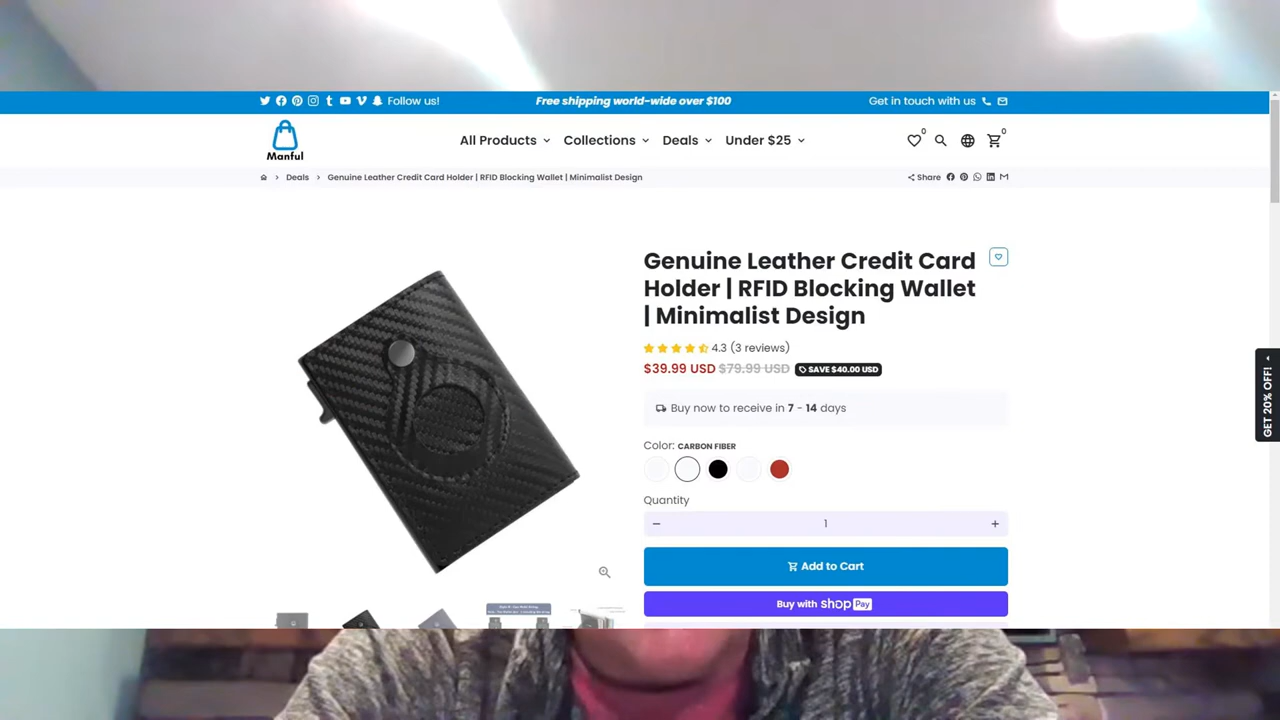 Follow us!
Free shipping world-wide over $100
Get in touch with us
Manful
All Products
Collections
Deals
Under $25
0
0
Deals > Genuine Leather Credit Card Holder | RFID Blocking Wallet | Minimalist Design
Share
Genuine Leather Credit Card
Holder | RFID Blocking Wallet
| Minimalist Design
4.3 (3 reviews)
$39.99 USD $79.99 USD SAVE $40.00 USD
Buy now to receive in 7 - 14 days
GET 20% OFF!
Color: CARBON FIBER
Quantity
− 1 +
Add to Cart
Buy with shop Pay